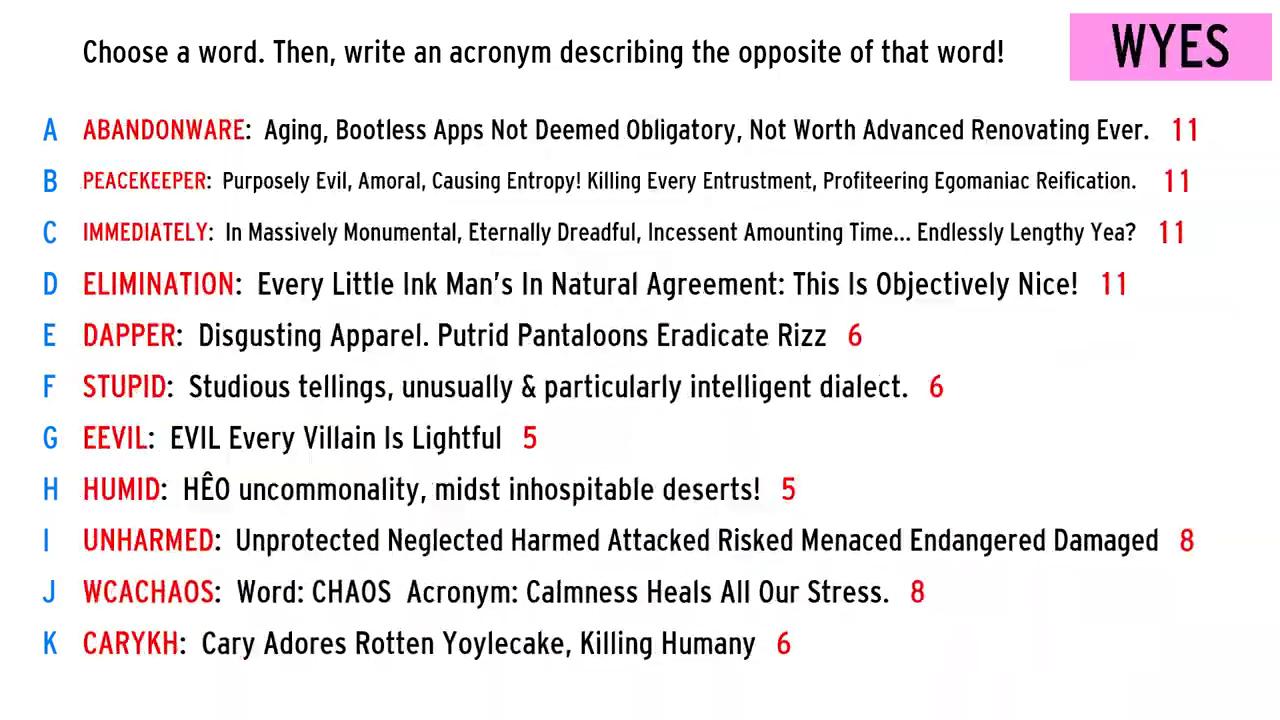 Choose a word. Then, write an acronym describing the opposite of that word!
WYES
A ABANDONWARE: Aging, Bootless Apps Not Deemed Obligatory, Not Worth Advanced Renovating Ever. 11
B PEACEKEEPER: Purposely Evil, Amoral, Causing Entropy! Killing Every Entrustment, Profiteering Egomaniac Reification. 11
C IMMEDIATELY: In Massively Monumental, Eternally Dreadful, Incessent Amounting Time... Endlessly Lengthy Yea? 11
D ELIMINATION: Every Little Ink Man's In Natural Agreement: This Is Objectively Nice! 11
E DAPPER: Disgusting Apparel. Putrid Pantaloons Eradicate Rizz 6
F STUPID: Studious tellings, unusually & particularly intelligent dialect. 6
G EEVIL: EVIL Every Villain Is Lightful 5
H HUMID: HÊO uncommonality, midst inhospitable deserts! 5
I UNHARMED: Unprotected Neglected Harmed Attacked Risked Menaced Endangered Damaged 8
J WCACHAOS: Word: CHAOS Acronym: Calmness Heals All Our Stress. 8
K CARYKH: Cary Adores Rotten Yoylecake, Killing Humany 6